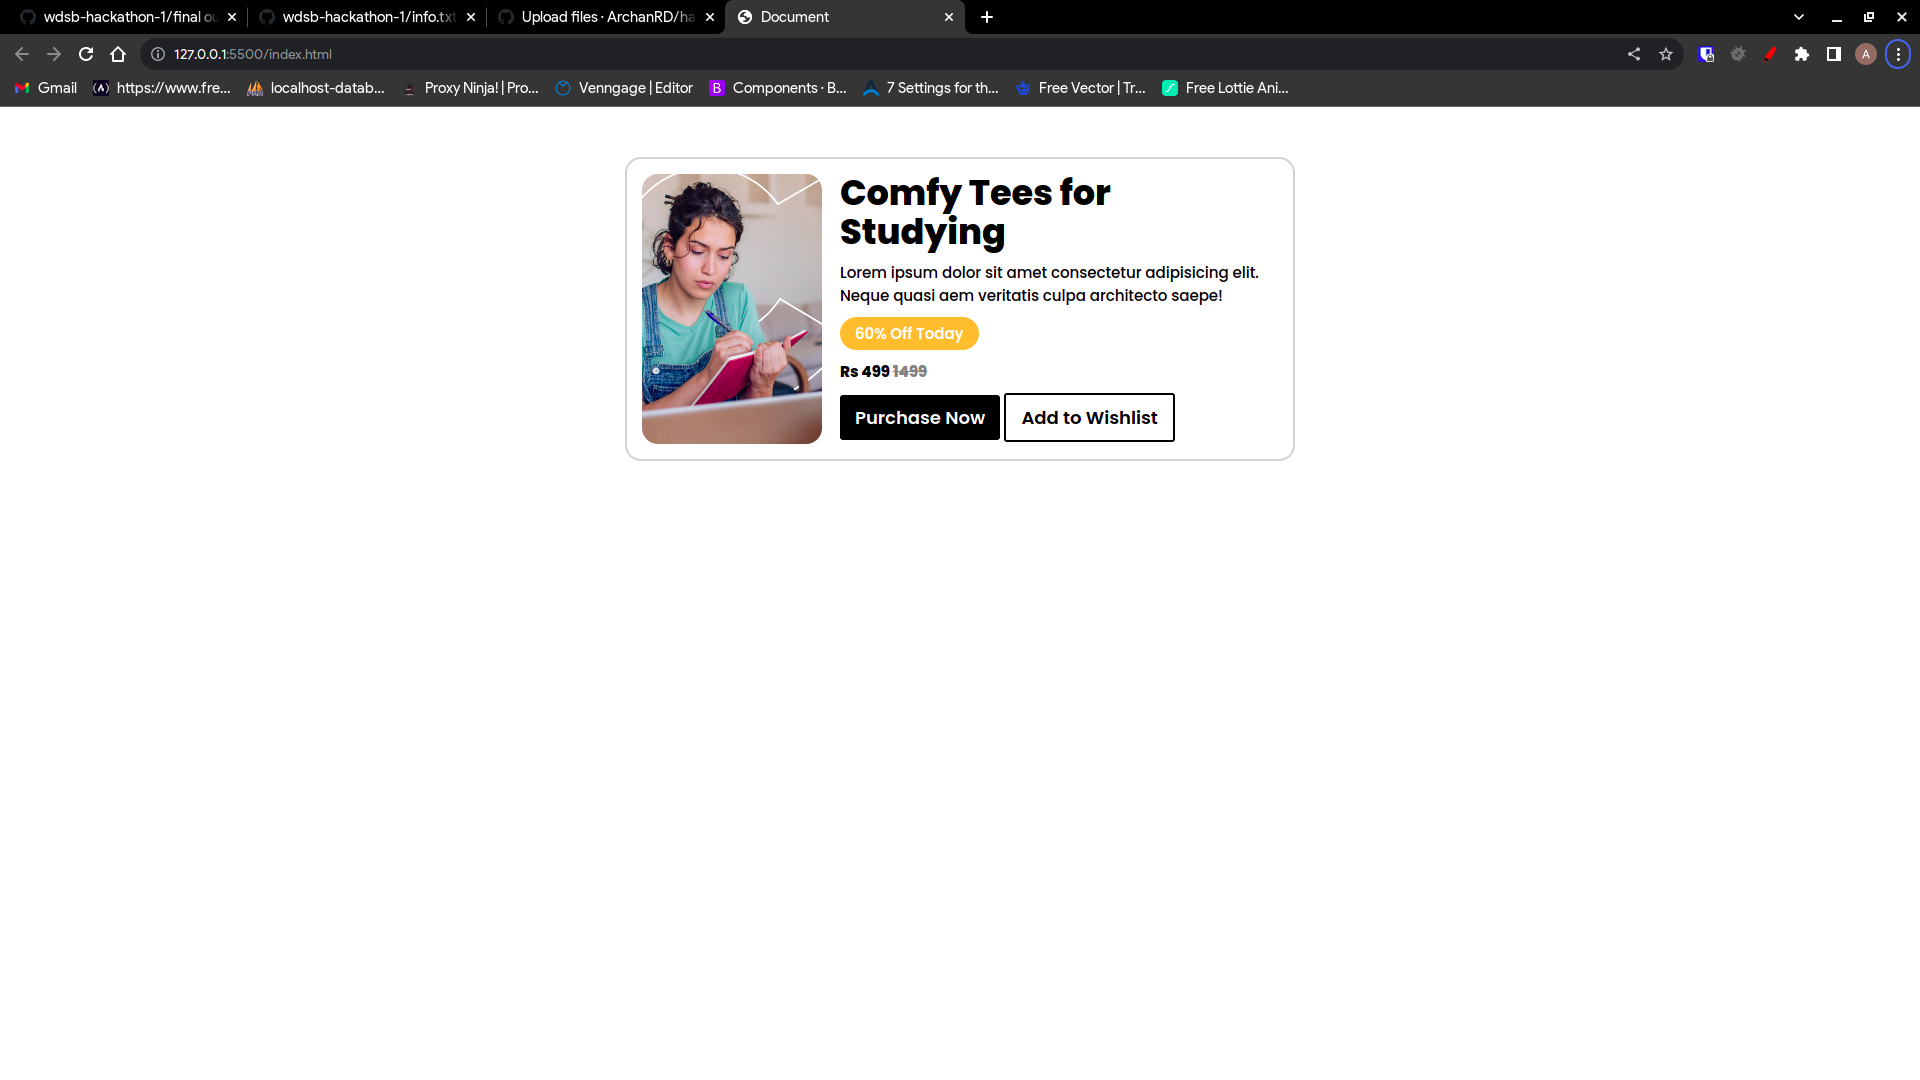 wdsb-hackathon-1/final ou
wdsb-hackathon-1/info.txt
Upload files · ArchanRD/ha
Document
127.0.0.1:5500/index.html
A
Gmail
https://www.fre...
localhost-datab...
Proxy Ninja! | Pro...
Venngage | Editor
B
Components · B...
7 Settings for th...
Free Vector | Tr...
Free Lottie Ani...
Comfy Tees for
Studying
Lorem ipsum dolor sit amet consectetur adipisicing elit.
Neque quasi aem veritatis culpa architecto saepe!
60% Off Today
Rs 499 1499
Purchase Now
Add to Wishlist